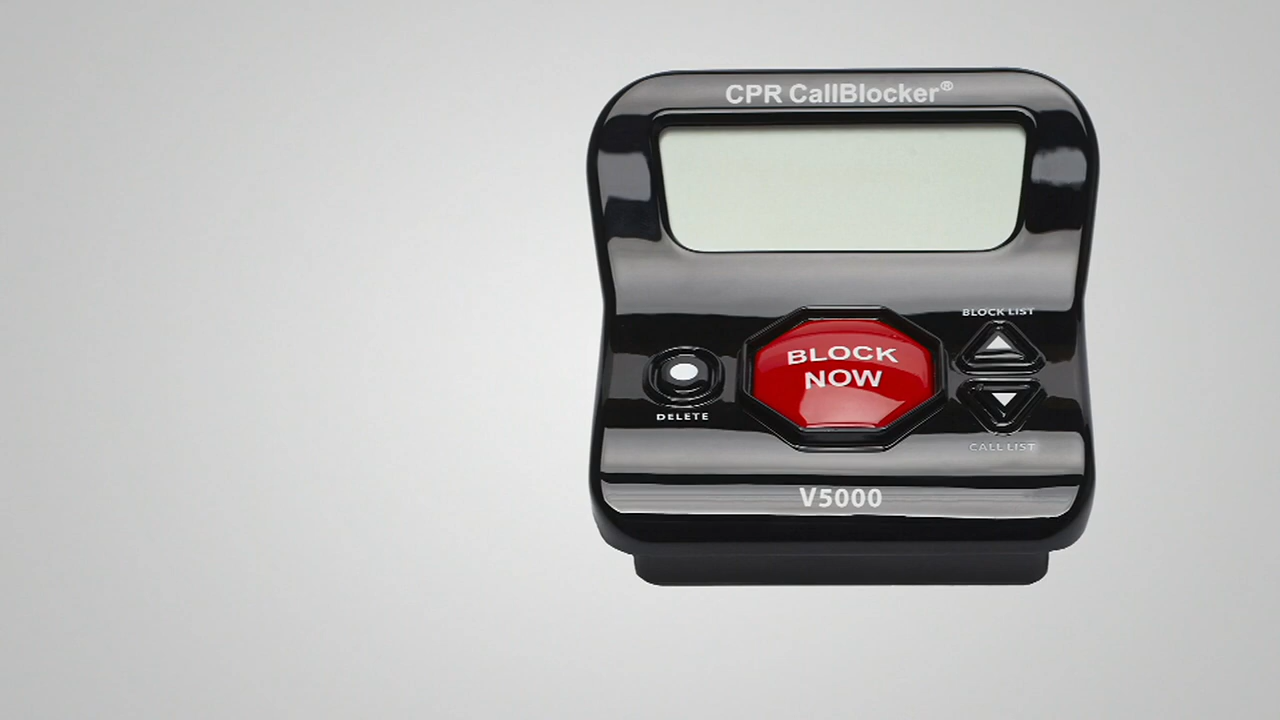 CPR CallBlocker®
BLOCK LIST
BLOCK
NOW
DELETE
CALL LIST
V5000